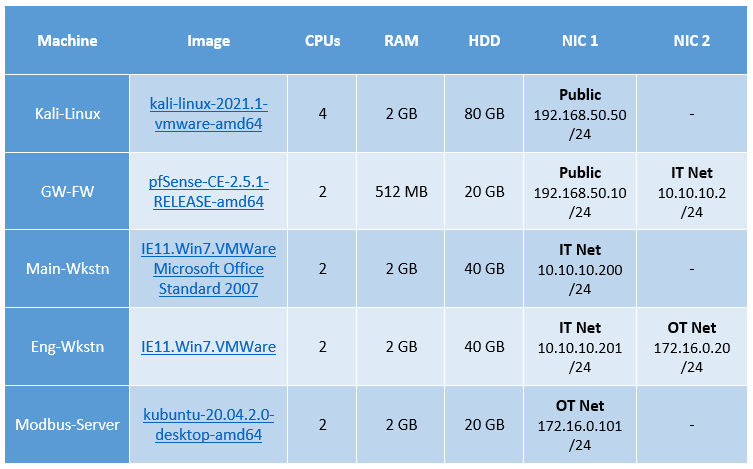 Machine Image CPUs RAM HDD NIC 1 NIC 2
Kali-Linux
kali-linux-2021.1-
vmware-amd64
4
2 GB
80 GB
Public
192.168.50.50
/24
-
GW-FW
pfSense-CE-2.5.1-
RELEASE-amd64
2
512 MB
20 GB
Public
192.168.50.10
/24
IT Net
10.10.10.2
/24
Main-Wkstn
IE11.Win7.VMWare
Microsoft Office
Standard 2007
2
2 GB
40 GB
IT Net
10.10.10.200
/24
-
Eng-Wkstn
IE11.Win7.VMWare
2
2 GB
40 GB
IT Net
10.10.10.201
/24
OT Net
172.16.0.20
/24
Modbus-Server
kubuntu-20.04.2.0-
desktop-amd64
2
2 GB
20 GB
OT Net
172.16.0.101
/24
-